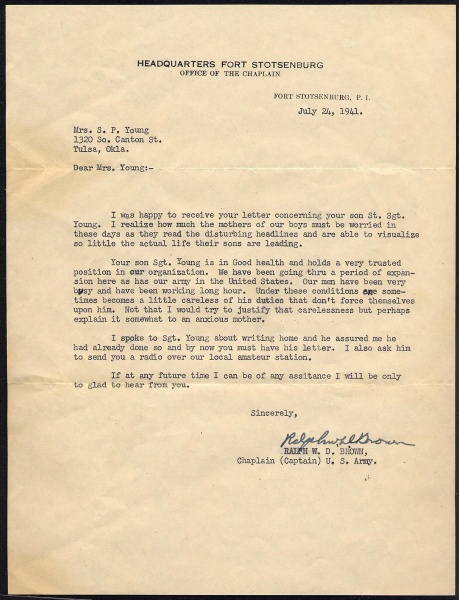 HEADQUARTERS FORT STOTSENBURG
OFFICE OF THE CHAPLAIN
FORT STOTSENBURG, P. I.
July 24, 1941.
Mrs. S. P. Young
1320 So. Canton St.
Tulsa, Okla.
Dear Mrs. Young:-
I was happy to receive your letter concerning your son St. Sgt.
Young. I realize how much the mothers of our boys must be worried in
these days as they read the disturbing headlines and are able to visualize
so little the actual life their sons are leading.
Your son Sgt. Young is in Good health and holds a very trusted
position in our organization. We have been going thru a period of expan-
sion here as has our army in the United States. Our men have been very
busy and have been working long hour. Under these conditions one some-
times becomes a little careless of his duties that don't force themselves
upon him. Not that I would try to justify that carelessness but perhaps
explain it somewhat to an anxious mother.
I spoke to Sgt. Young about writing home and he assured me he
had already done so and by now you must have his letter. I also ask him
to send you a radio over our local amateur station.
If at any future time I can be of any assitance I will be only
to glad to hear from you.
Sincerely,
Ralph W. D. Brown
RALPH W. D. BROWN,
Chaplain (Captain) U. S. Army.